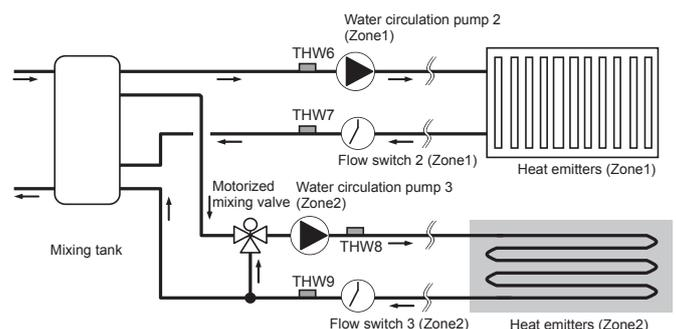 Water circulation pump 2
(Zone1)
THW6
THW7
Flow switch 2 (Zone1)
Heat emitters (Zone1)
Motorized
mixing valve
Water circulation pump 3
(Zone2)
Mixing tank
THW8
THW9
Flow switch 3 (Zone2)
Heat emitters (Zone2)